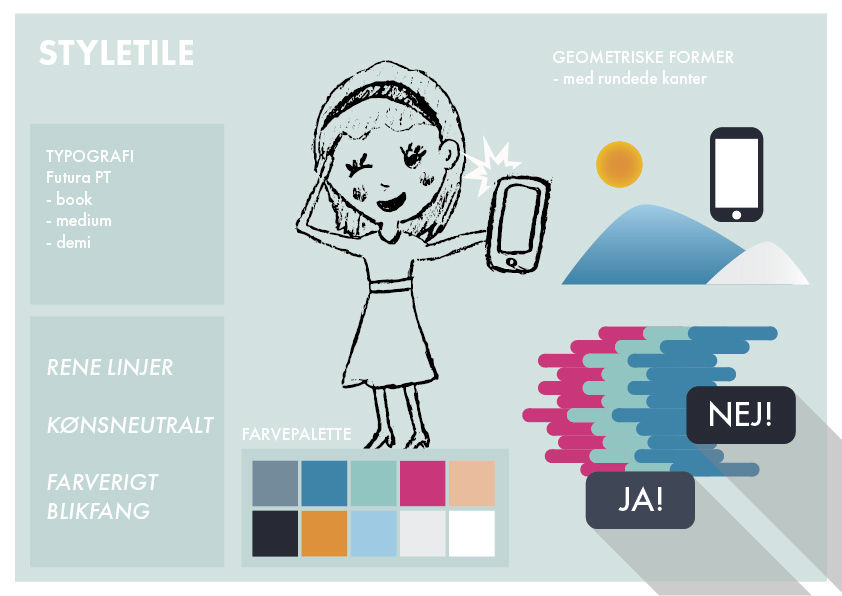 STYLETILE
TYPOGRAFI
Futura PT
- book
- medium
- demi
RENE LINJER
KØNSNEUTRALT
FARVERIGT
BLIKFANG
FARVEPALETTE
GEOMETRISKE FORMER
- med rundede kanter
NEJ!
JA!